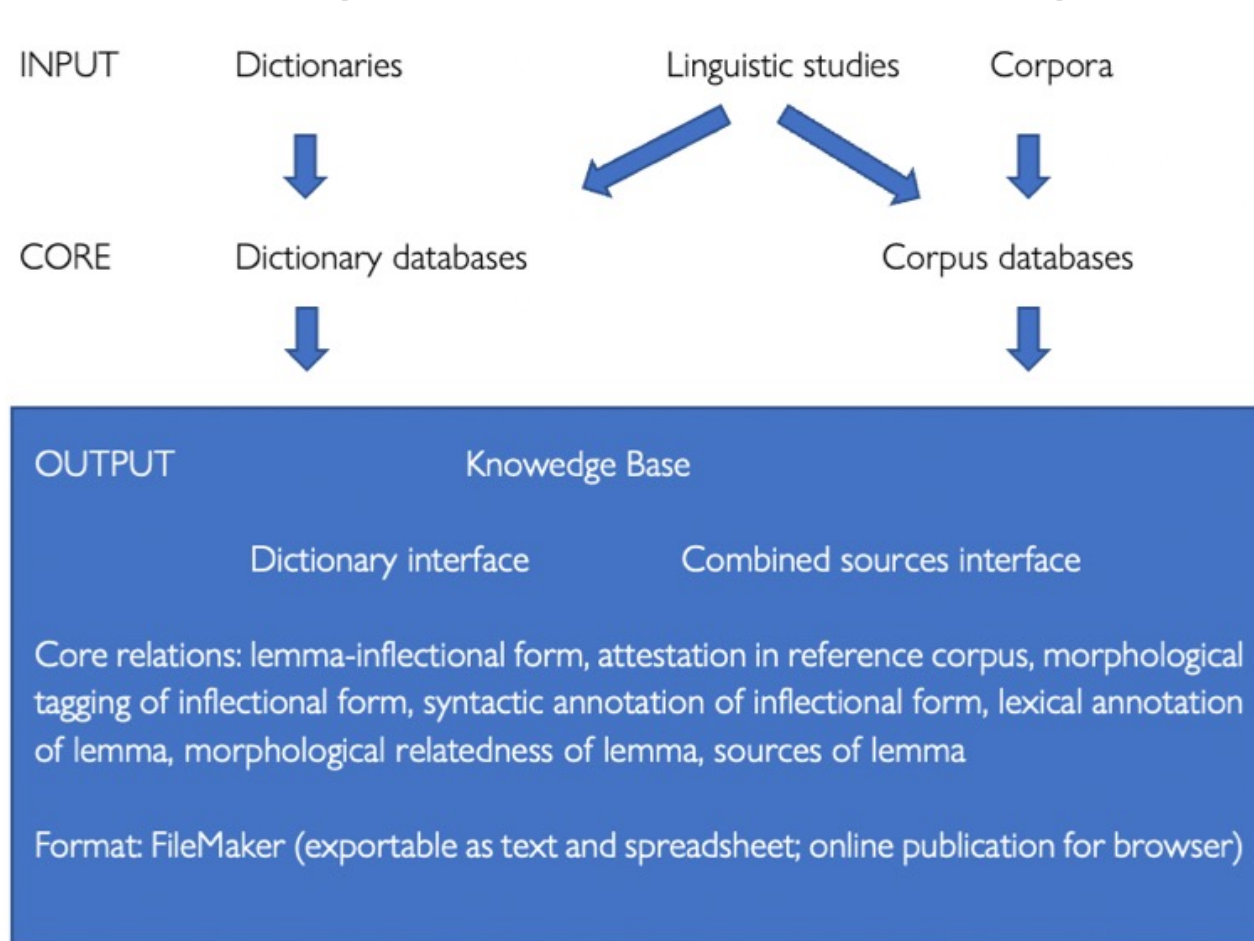 INPUT Dictionaries Linguistic studies Corpora
CORE Dictionary databases Corpus databases
OUTPUT Knowedge Base
Dictionary interface Combined sources interface
Core relations: lemma-inflectional form, attestation in reference corpus, morphological
tagging of inflectional form, syntactic annotation of inflectional form, lexical annotation
of lemma, morphological relatedness of lemma, sources of lemma
Format: FileMaker (exportable as text and spreadsheet; online publication for browser)